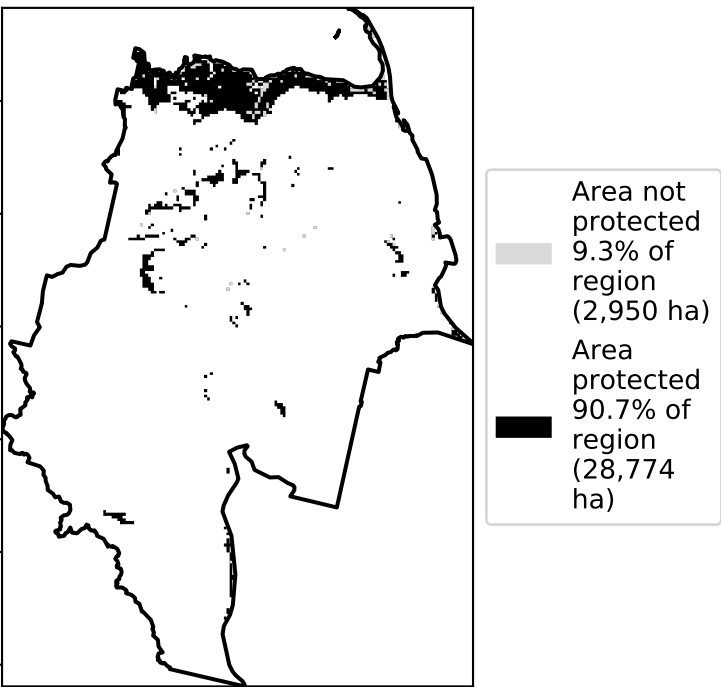 Area not
protected
9.3% of
region
(2,950 ha)
Area
protected
90.7% of
region
(28,774
ha)